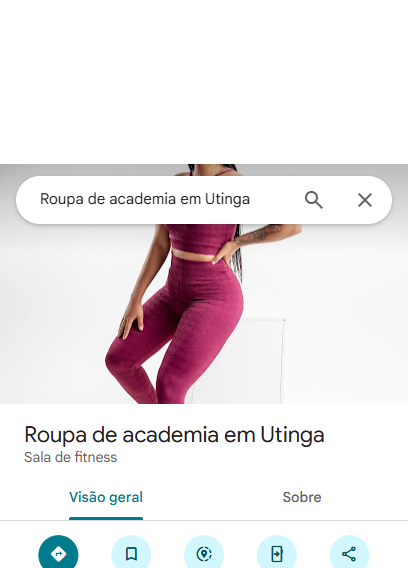 Roupa de academia em Utinga
Roupa de academia em Utinga
Sala de fitness
Visão geral
Sobre